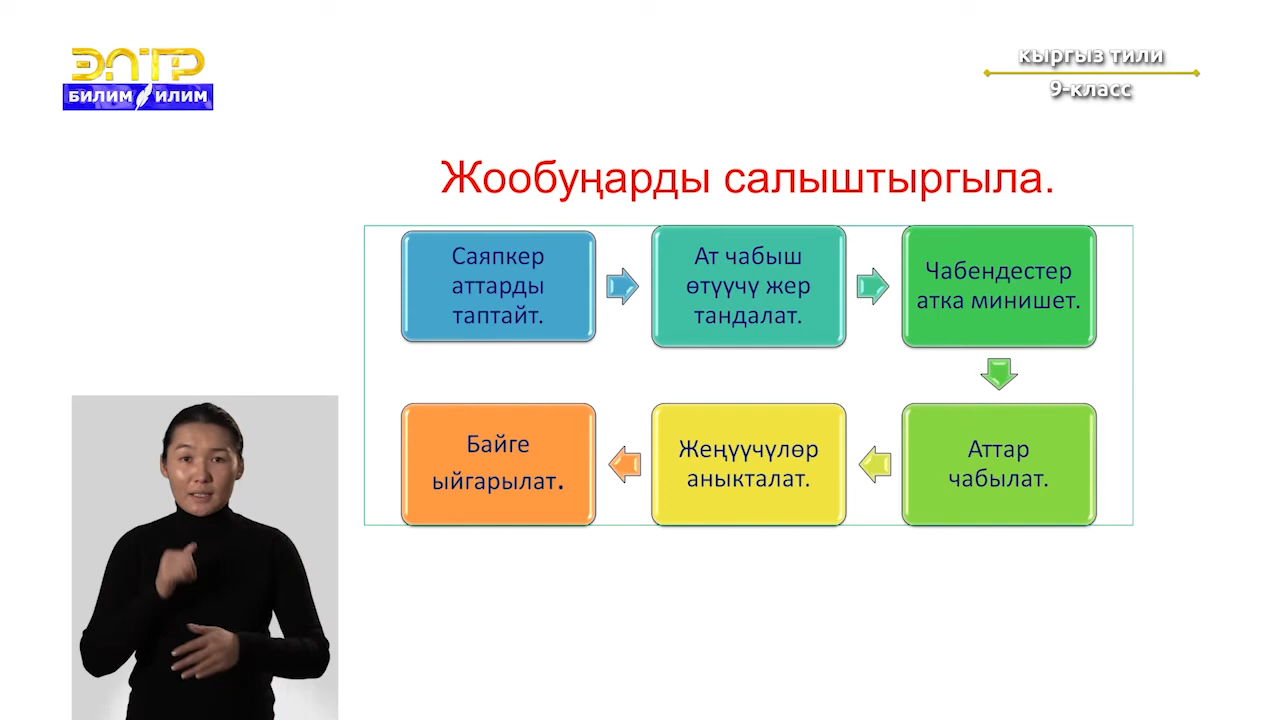 ЭЛТР
БИЛИМ ИЛИМ
кыргыз тили
9-класс
Жообуңарды салыштыргыла.
Саяпкер
аттарды
таптайт.
Ат чабыш
өтүүчү жер
тандалат.
Чабендестер
атка минишет.
Аттар
чабылат.
Жеңүүчүлөр
аныкталат.
Байге
ыйгарылат.